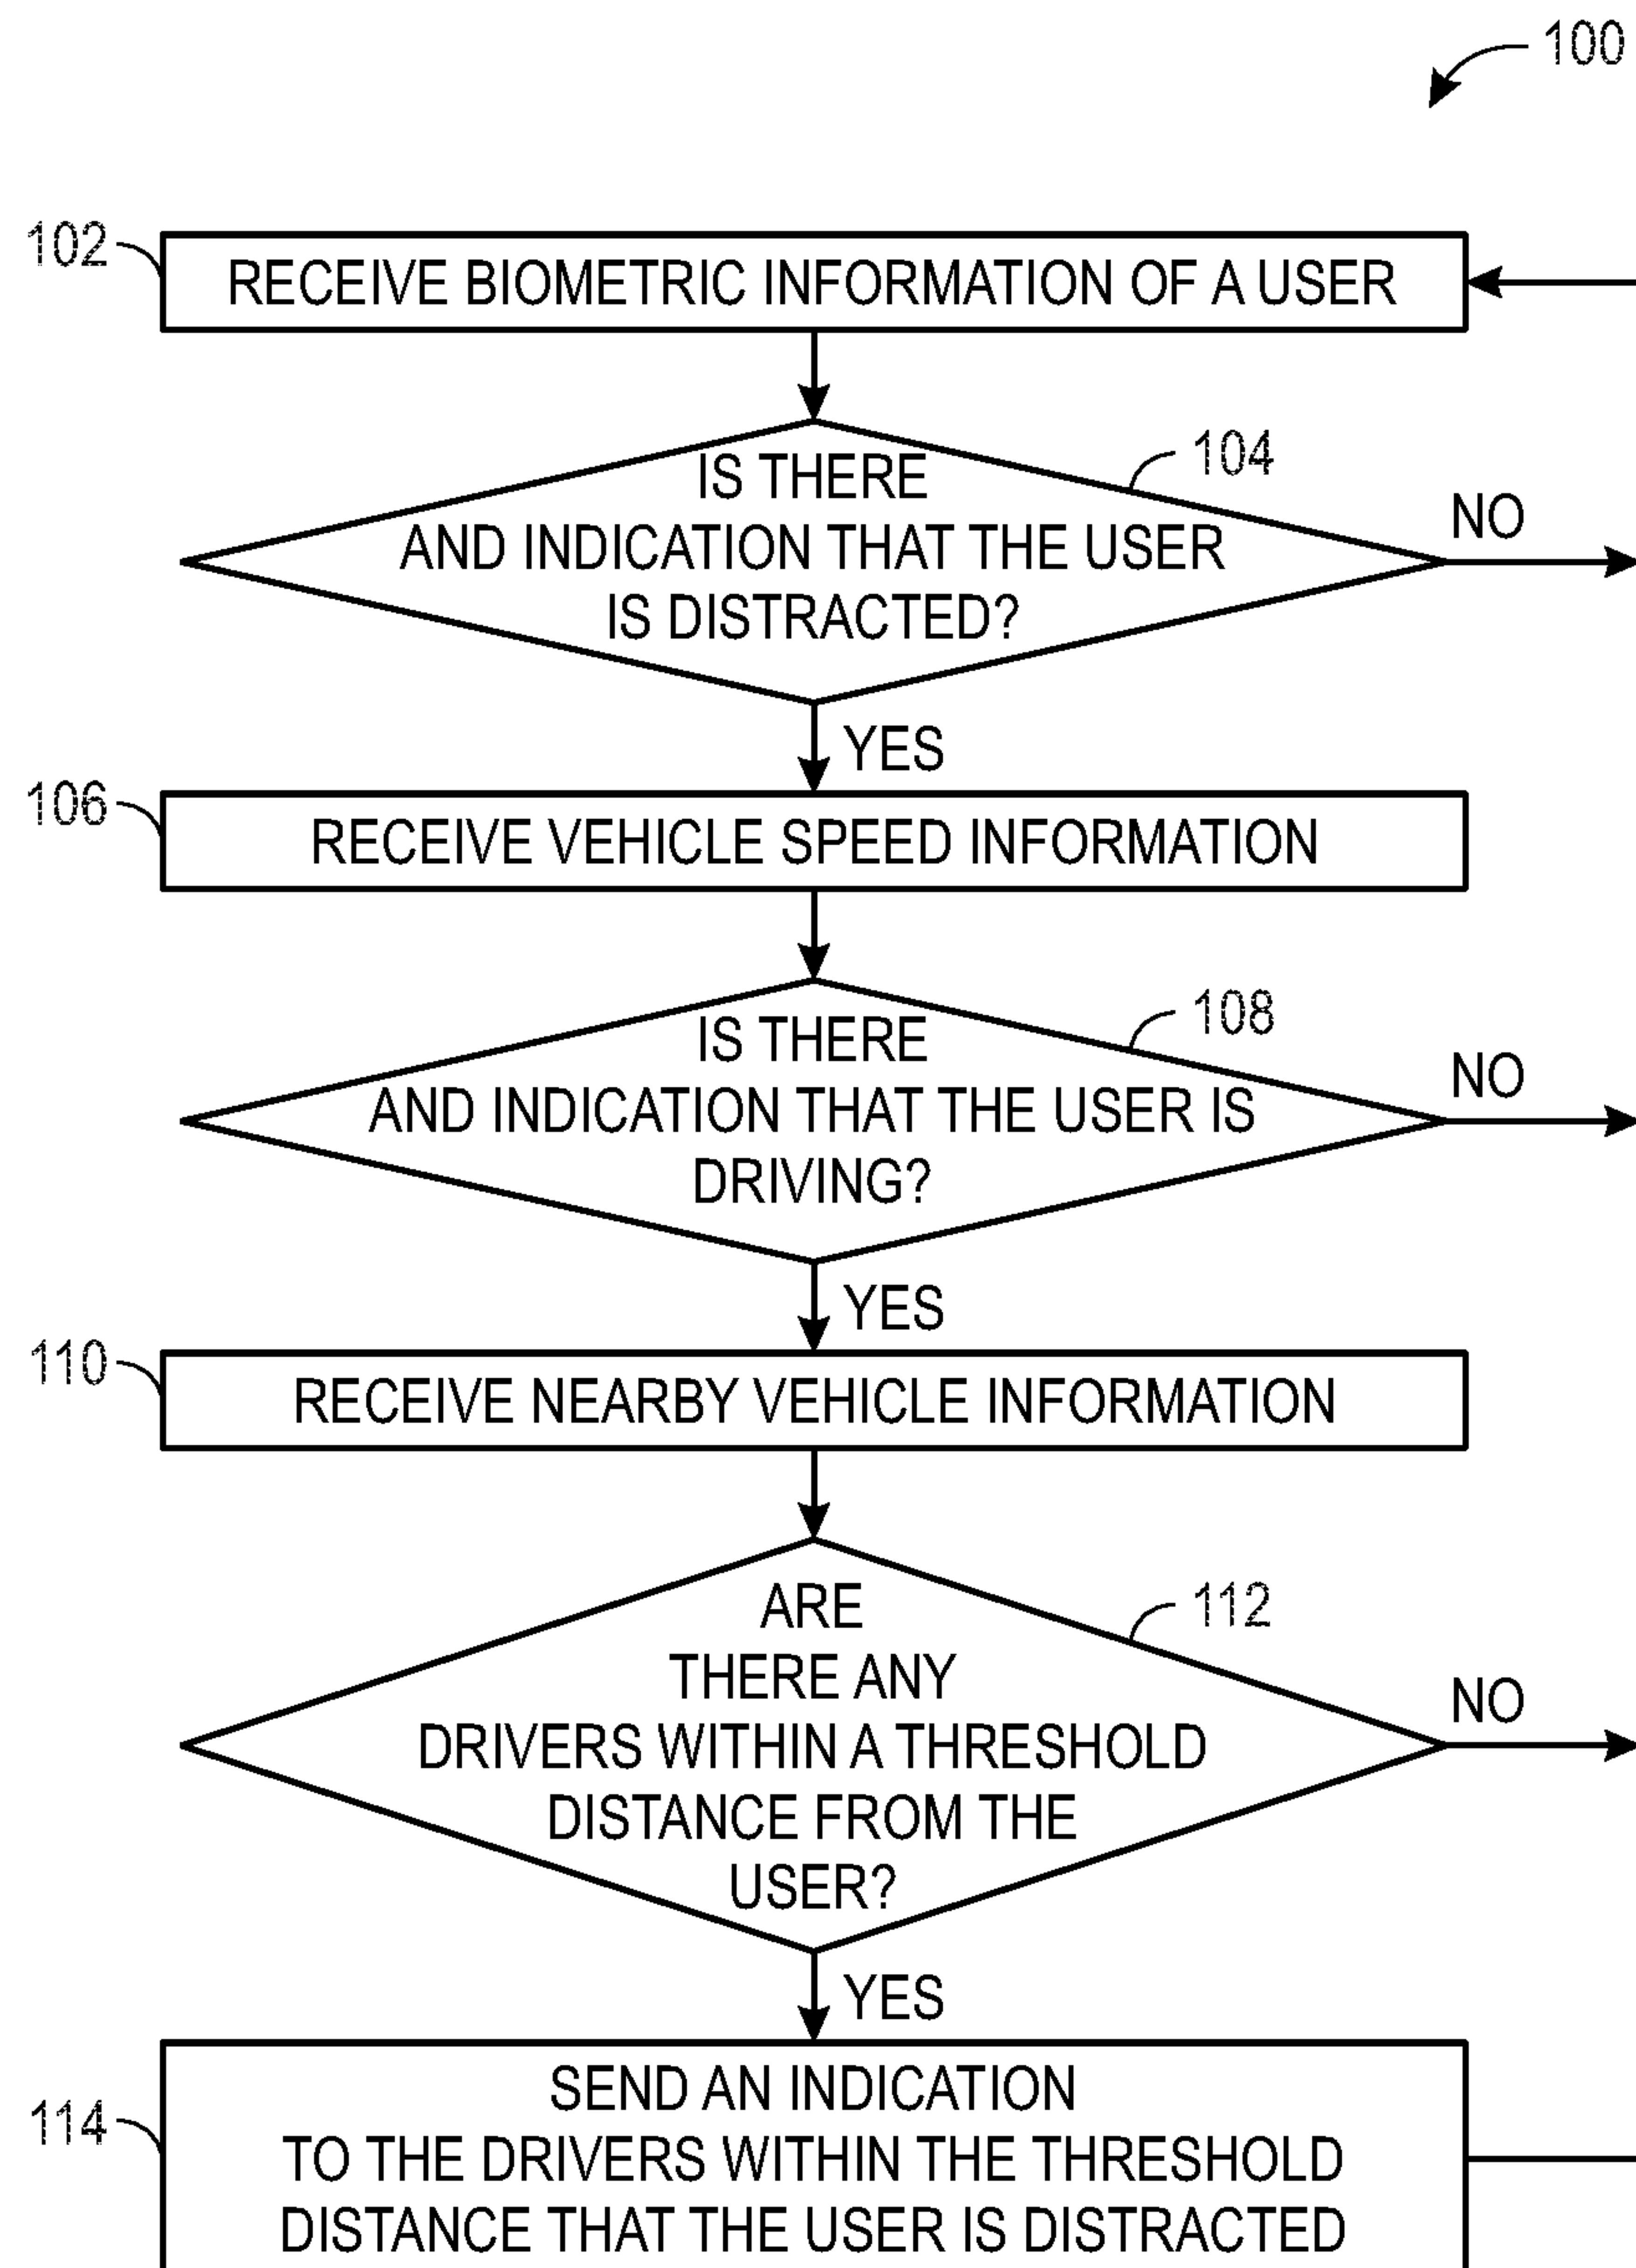 100
102
RECEIVE BIOMETRIC INFORMATION OF A USER
104
IS THERE
AND INDICATION THAT THE USER
IS DISTRACTED?
NO
YES
106
RECEIVE VEHICLE SPEED INFORMATION
108
IS THERE
AND INDICATION THAT THE USER IS
DRIVING?
NO
YES
110
RECEIVE NEARBY VEHICLE INFORMATION
112
ARE
THERE ANY
DRIVERS WITHIN A THRESHOLD
DISTANCE FROM THE
USER?
NO
YES
114
SEND AN INDICATION
TO THE DRIVERS WITHIN THE THRESHOLD
DISTANCE THAT THE USER IS DISTRACTED